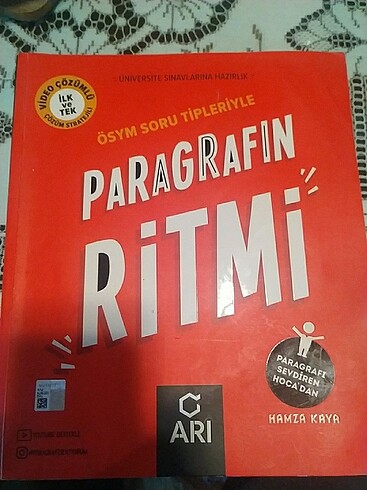 ÜNİVERSİTE SINAVLARINA HAZIRLIK
VİDEO ÇÖZÜMLÜ
İLK ve TEK
ÇÖZÜM STRATEJİLİ
ÖSYM SORU TİPLERİYLE
PARAGRAFIN
RİTMİ
PARAGRAFI
SEVDİREN
HOCA'DAN
HAMZA KAYA
ARI